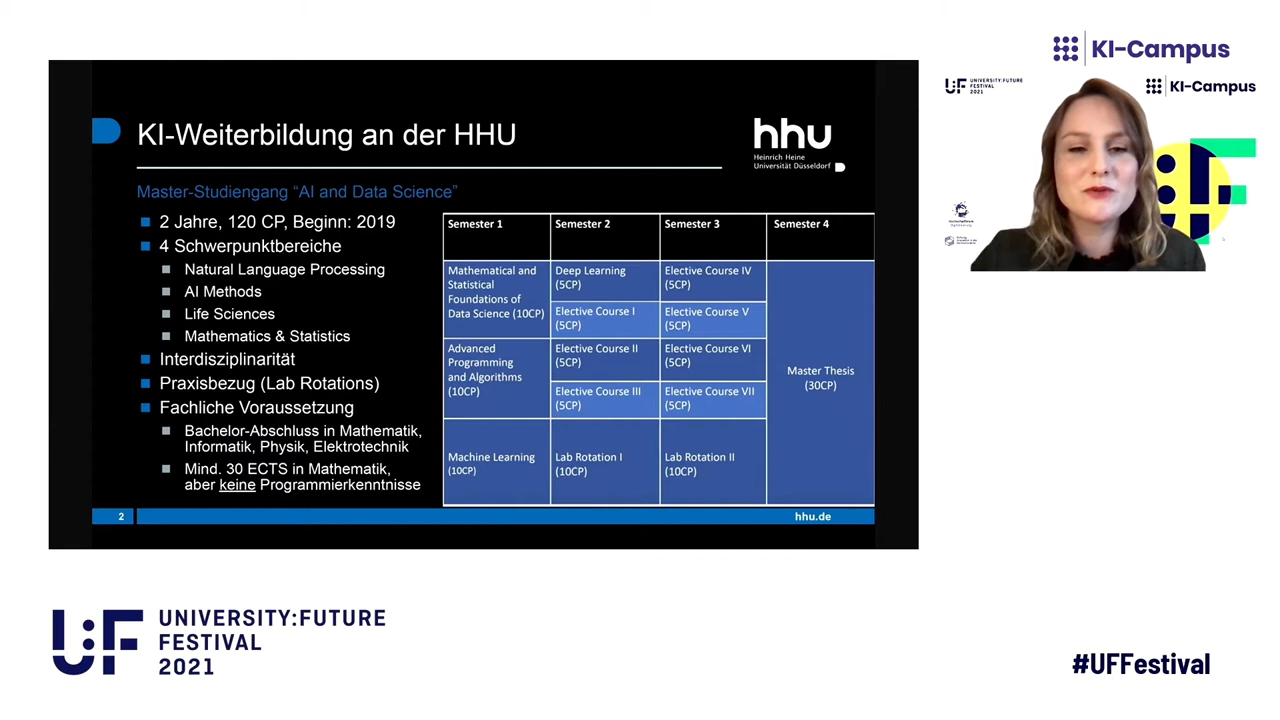 KI-Campus
UNIVERSITY:FUTURE
FESTIVAL
2021
KI-Campus
KI-Weiterbildung an der HHU
hhu
Heinrich Heine
Universität Düsseldorf
Master-Studiengang “AI and Data Science”
2 Jahre, 120 CP, Beginn: 2019
4 Schwerpunktbereiche
Natural Language Processing
AI Methods
Life Sciences
Mathematics & Statistics
Interdisziplinarität
Praxisbezug (Lab Rotations)
Fachliche Voraussetzung
Bachelor-Abschluss in Mathematik,
Informatik, Physik, Elektrotechnik
Mind. 30 ECTS in Mathematik,
aber keine Programmierkenntnisse
Semester 1
Semester 2
Semester 3
Semester 4
Mathematical and
Statistical
Foundations of
Data Science (10CP)
Deep Learning
(5CP)
Elective Course IV
(5CP)
Elective Course I
(5CP)
Elective Course V
(5CP)
Advanced
Programming
and Algorithms
(10CP)
Elective Course II
(5CP)
Elective Course VI
(5CP)
Elective Course III
(5CP)
Elective Course VII
(5CP)
Master Thesis
(30CP)
Machine Learning
(10CP)
Lab Rotation I
(10CP)
Lab Rotation II
(10CP)
2
hhu.de
U:F
UNIVERSITY:FUTURE
FESTIVAL
2021
#UFFestival